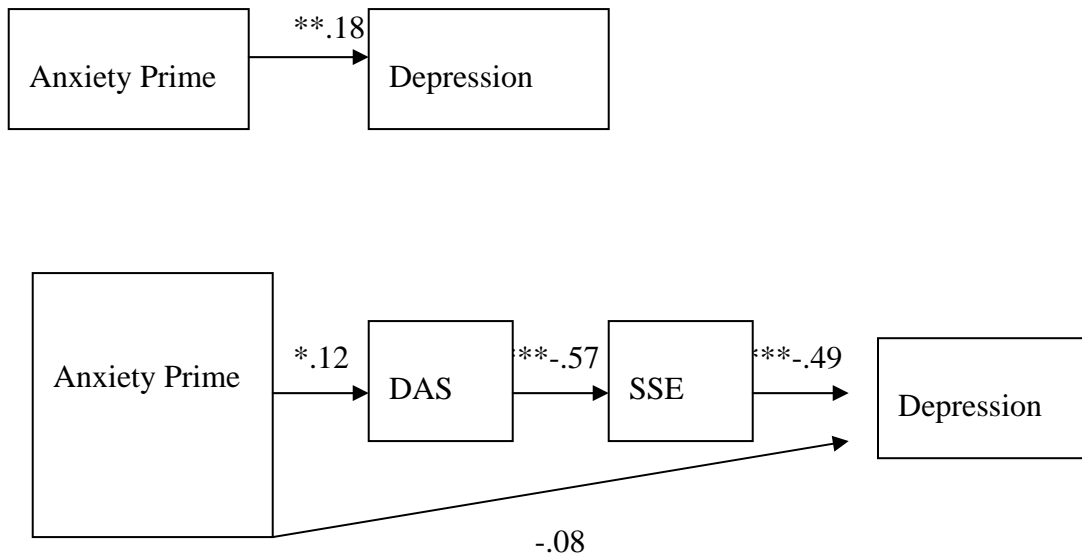 **.18
Anxiety Prime
Depression
*.12
***-.57
***-.49
Anxiety Prime
DAS
SSE
Depression
-.08